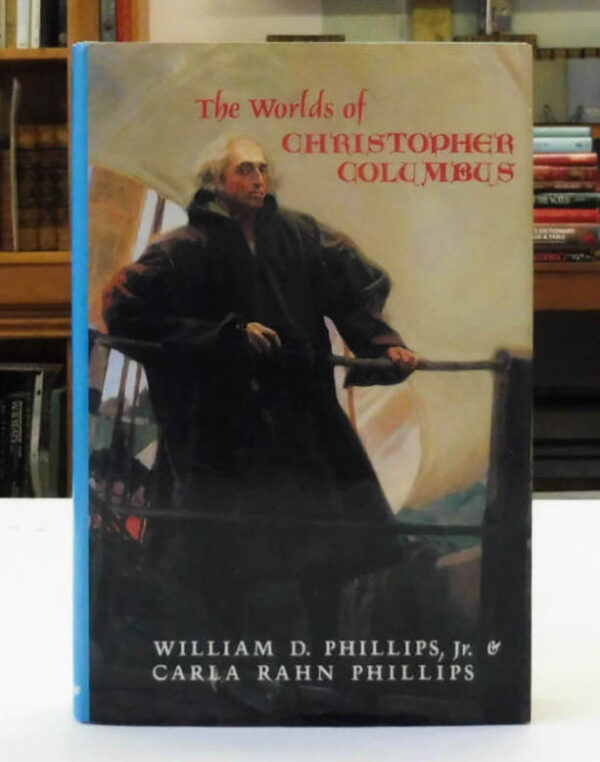 The Worlds of
CHRISTOPHER
COLUMBUS
WILLIAM D. PHILLIPS, Jr. &
CARLA RAHN PHILLIPS